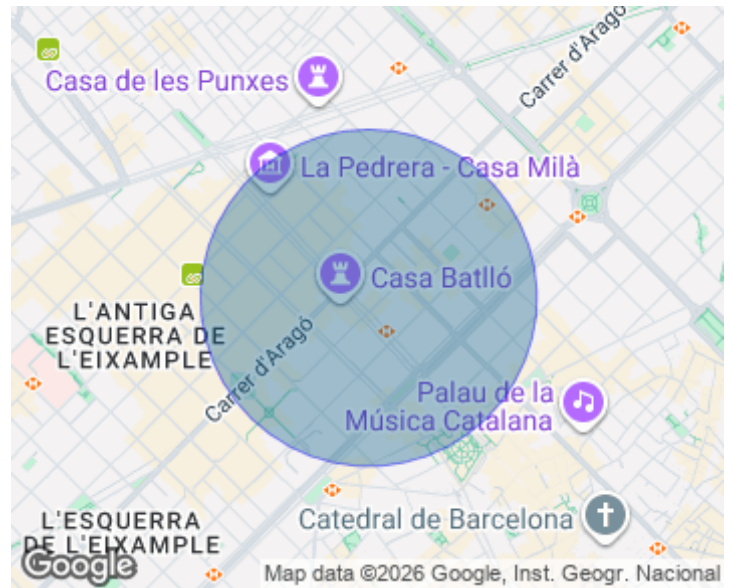 Carrer d'Aragó
Casa de les Punxes
La Pedrera - Casa Milà
Casa Batlló
L'ANTIGA
ESQUERRA DE
L'EIXAMPLE
Carrer d'Aragó
Palau de la
Música Catalana
L'ESQUERRA
DE L'EIXAMPLE
Catedral de Barcelona
Google
Map data ©2026 Google, Inst. Geogr. Nacional